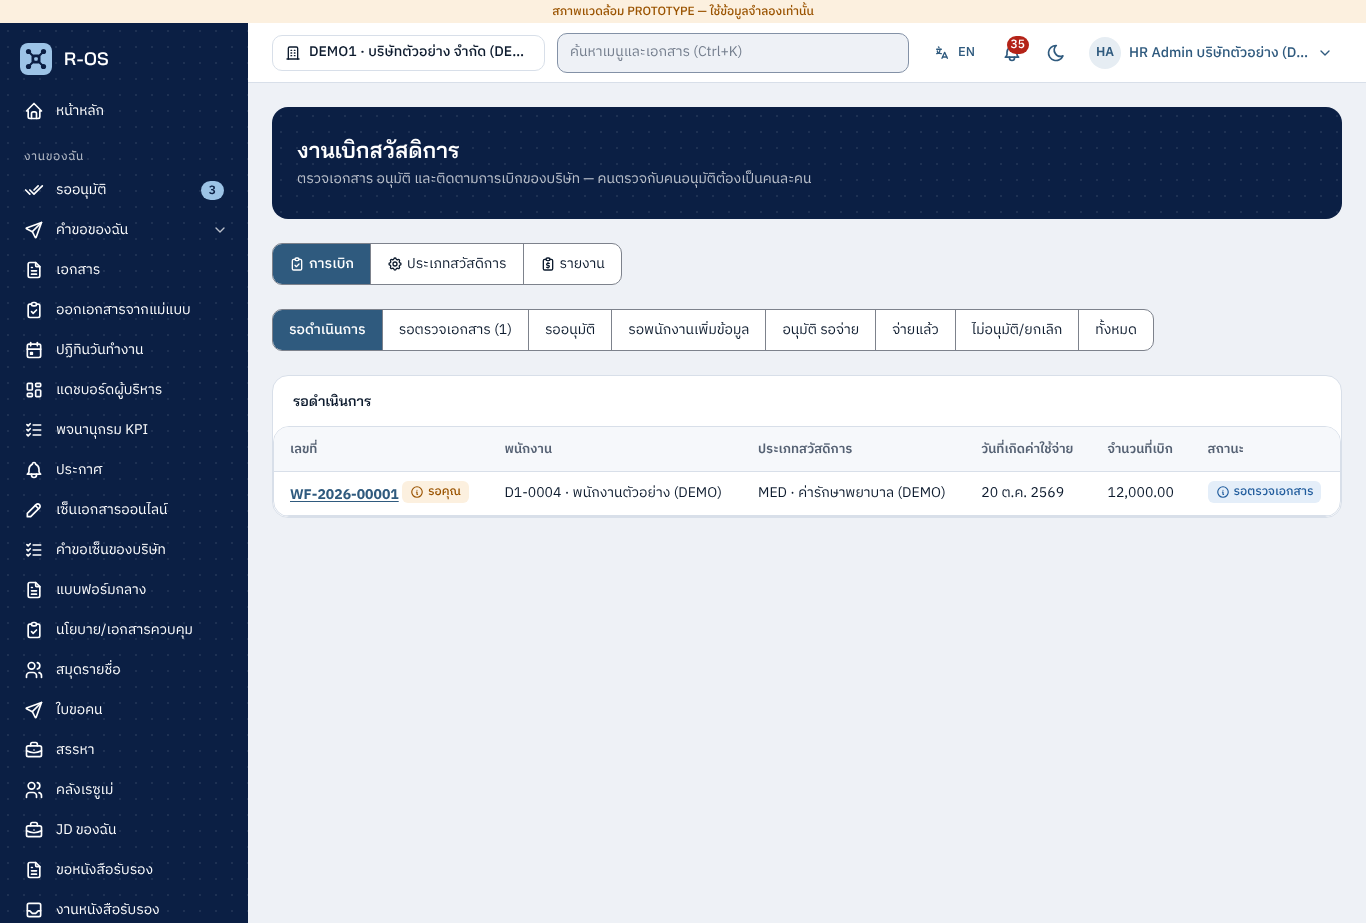 สภาพแวดล้อม PROTOTYPE — ใช้ข้อมูลจำลองเท่านั้น
R-OS
DEMO1 · บริษัทตัวอย่าง จำกัด (DE...
ค้นหาเมนูและเอกสาร (Ctrl+K)
EN
35
HA
HR Admin บริษัทตัวอย่าง (D...
หน้าหลัก
งานของฉัน
รออนุมัติ 3
คำขอของฉัน
เอกสาร
ออกเอกสารจากแม่แบบ
ปฏิทินวันทำงาน
แดชบอร์ดผู้บริหาร
พจนานุกรม KPI
ประกาศ
เซ็นเอกสารออนไลน์
คำขอเซ็นของบริษัท
แบบฟอร์มกลาง
นโยบาย/เอกสารควบคุม
สมุดรายชื่อ
ใบขอคน
สรรหา
คลังเรซูเม่
JD ของฉัน
ขอหนังสือรับรอง
งานหนังสือรับรอง
งานเบิกสวัสดิการ
ตรวจเอกสาร อนุมัติ และติดตามการเบิกของบริษัท — คนตรวจกับคนอนุมัติต้องเป็นคนละคน
การเบิก ประเภทสวัสดิการ รายงาน
รอดำเนินการ รอตรวจเอกสาร (1) รออนุมัติ รอพนักงานเพิ่มข้อมูล อนุมัติ รอจ่าย จ่ายแล้ว ไม่อนุมัติ/ยกเลิก ทั้งหมด
รอดำเนินการ
เลขที่ พนักงาน ประเภทสวัสดิการ วันที่เกิดค่าใช้จ่าย จำนวนที่เบิก สถานะ
WF-2026-00001 รอคุณ D1-0004 · พนักงานตัวอย่าง (DEMO) MED · ค่ารักษาพยาบาล (DEMO) 20 ต.ค. 2569 12,000.00 รอตรวจเอกสาร